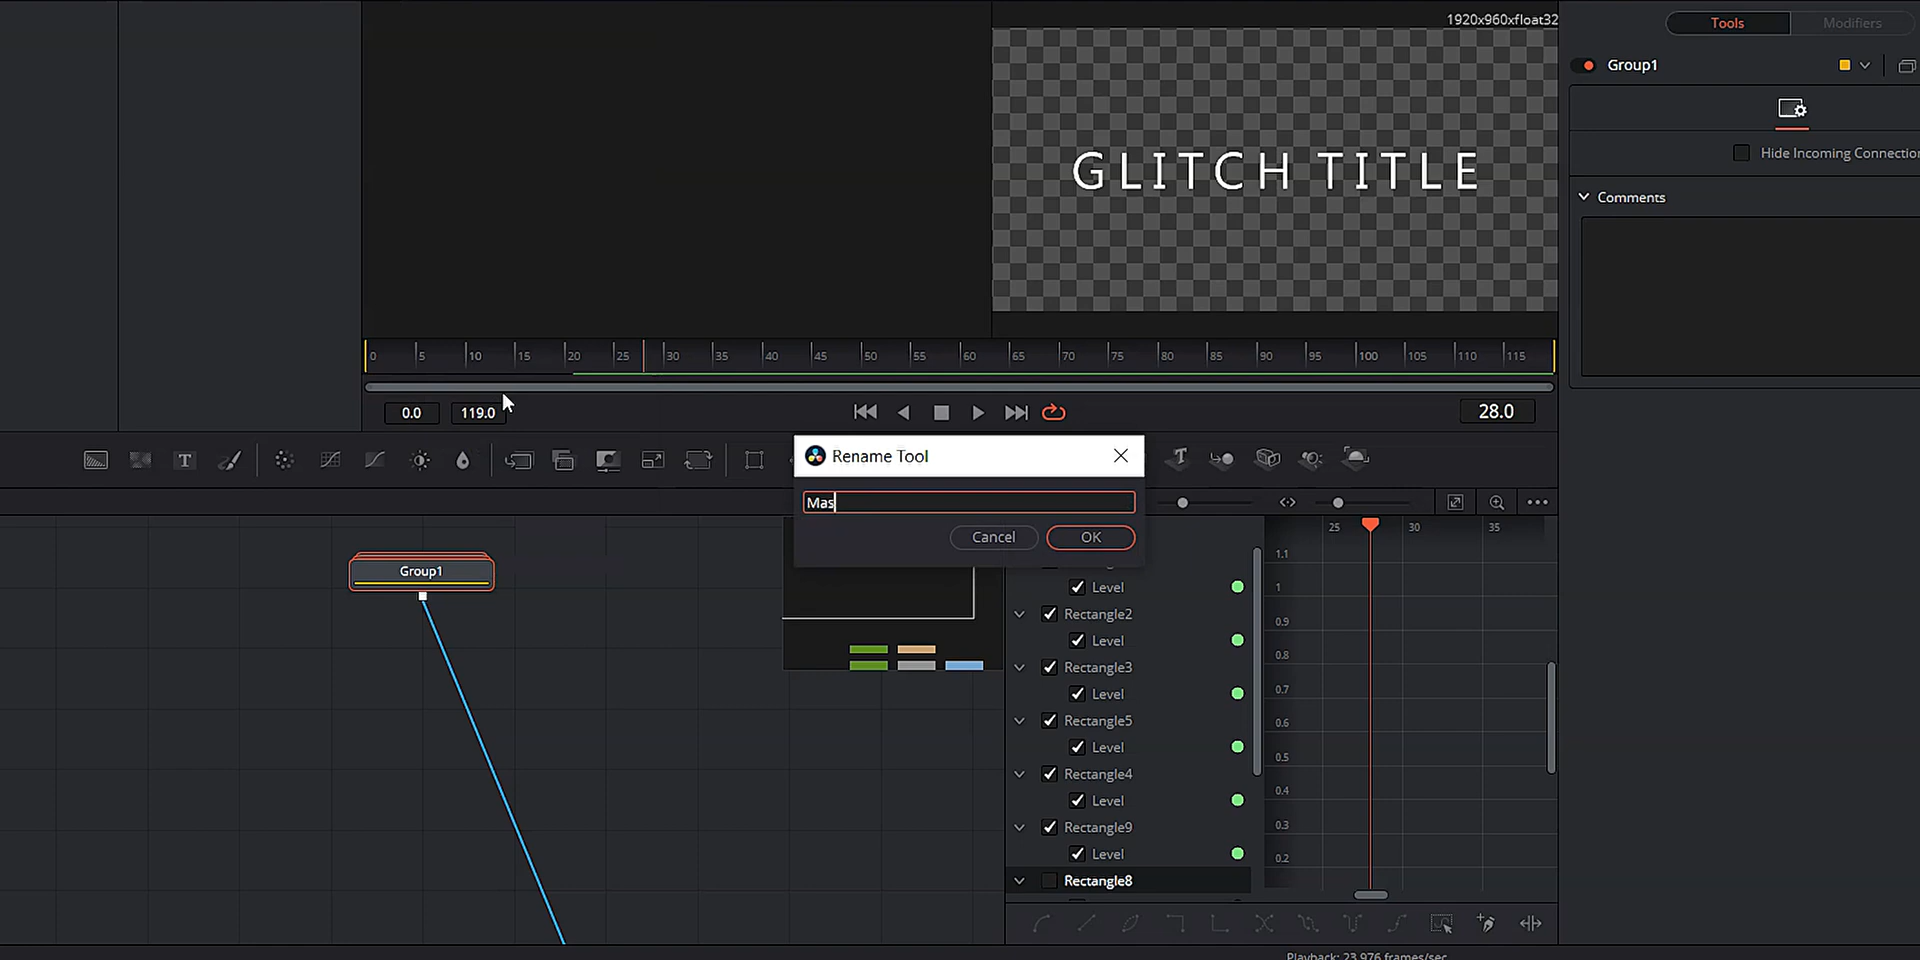 1920x960xfloat32
Tools
Modifiers
Group1
Hide Incoming Connectio
Comments
GLITCH TITLE
0 5 10 15 20 25 30 35 40 45 50 55 60 65 70 75 80 85 90 95 100 105 110 115
0.0
119.0
28.0
T
Rename Tool
Mas
Cancel
OK
Group1
25 30 35
1.1
1
0.9
0.8
0.7
0.6
0.5
0.4
0.3
0.2
Level
Rectangle2
Level
Rectangle3
Level
Rectangle5
Level
Rectangle4
Level
Rectangle9
Level
Rectangle8
Playback: 23.976 frames/sec